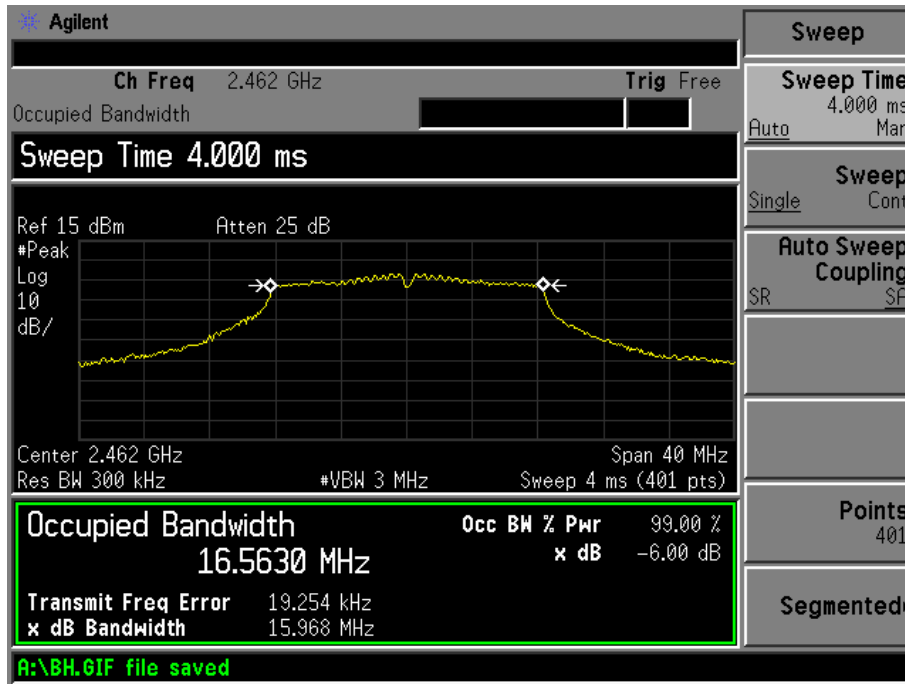 Agilent
Sweep
Ch Freq 2.462 GHz Trig Free
Occupied Bandwidth
Sweep Time
4.000 ms
Auto Man
Sweep Time 4.000 ms
Sweep
Single Cont
Ref 15 dBm Atten 25 dB
#Peak
Log
10
dB/
Auto Sweep
Coupling
SR SA
Center 2.462 GHz Span 40 MHz
Res BW 300 kHz #VBW 3 MHz Sweep 4 ms (401 pts)
Occupied Bandwidth
16.5630 MHz
Occ BW % Pwr 99.00 %
x dB -6.00 dB
Transmit Freq Error 19.254 kHz
x dB Bandwidth 15.968 MHz
Points
401
Segmented
A:\BH.GIF file saved